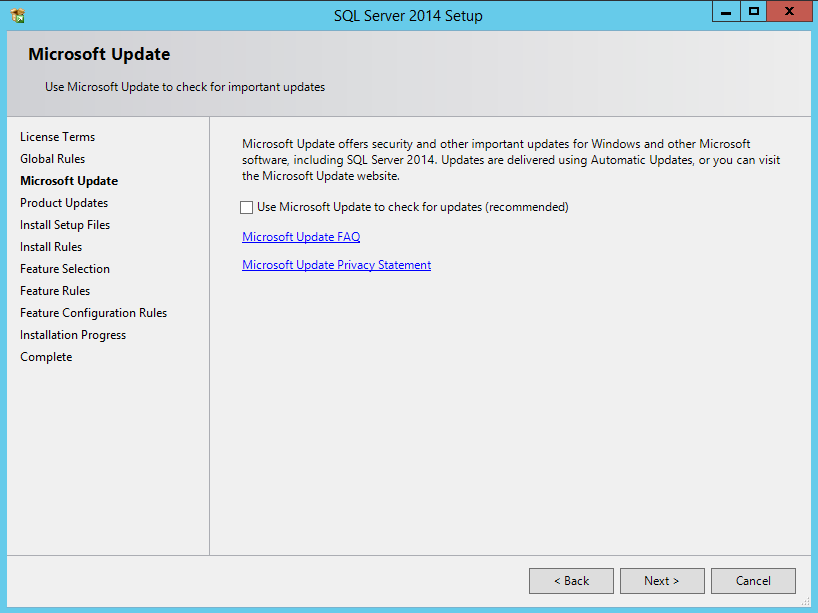 SQL Server 2014 Setup
Microsoft Update
Use Microsoft Update to check for important updates
License Terms
Global Rules
Microsoft Update
Product Updates
Install Setup Files
Install Rules
Feature Selection
Feature Rules
Feature Configuration Rules
Installation Progress
Complete
Microsoft Update offers security and other important updates for Windows and other Microsoft
software, including SQL Server 2014. Updates are delivered using Automatic Updates, or you can visit
the Microsoft Update website.
Use Microsoft Update to check for updates (recommended)
Microsoft Update FAQ
Microsoft Update Privacy Statement
< Back
Next >
Cancel